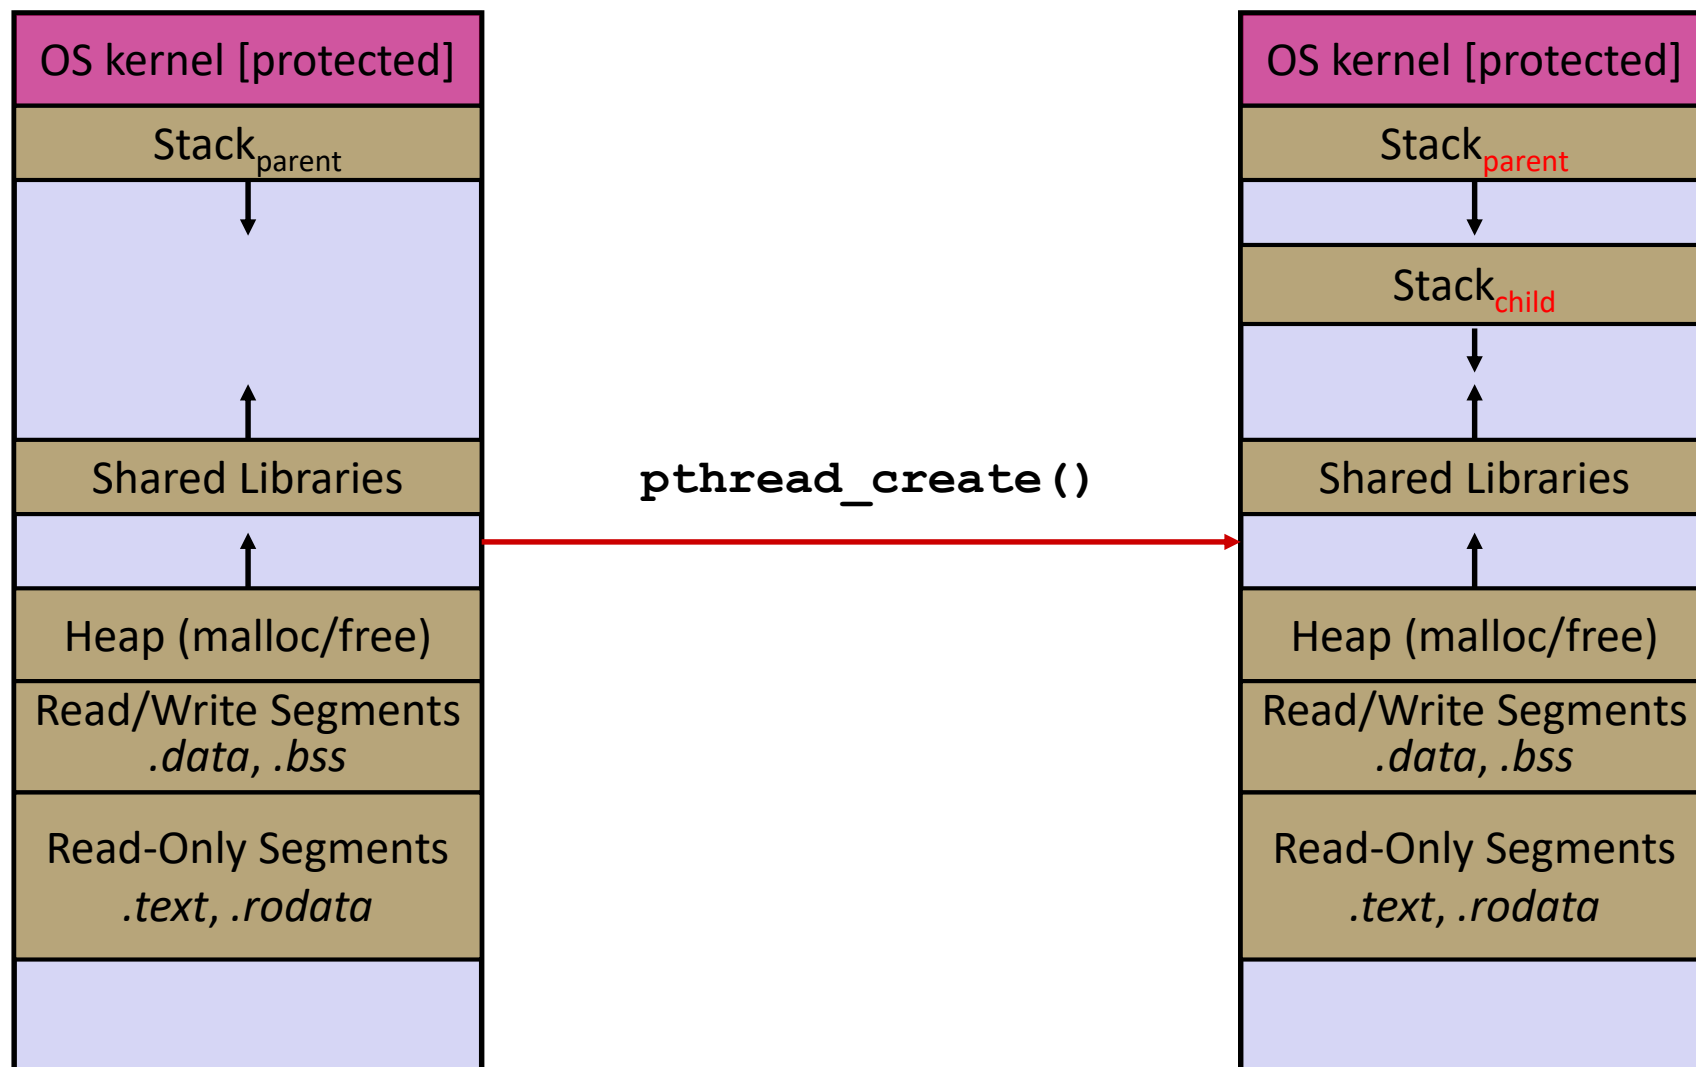 OS kernel [protected]
Stackparent
Shared Libraries
Heap (malloc/free)
Read/Write Segments
.data, .bss
Read-Only Segments
.text, .rodata
pthread_create()
OS kernel [protected]
Stackparent
Stackchild
Shared Libraries
Heap (malloc/free)
Read/Write Segments
.data, .bss
Read-Only Segments
.text, .rodata